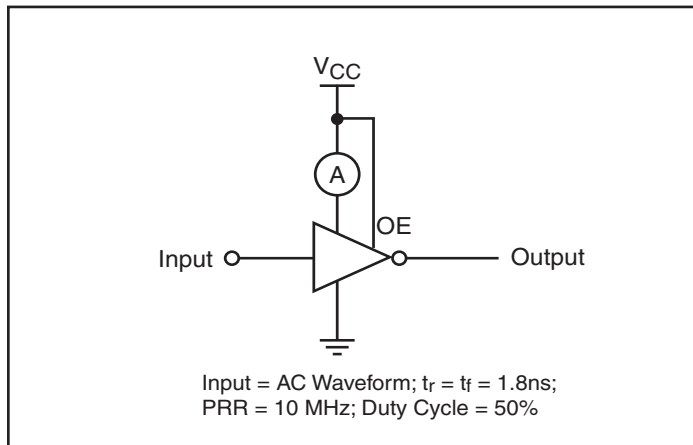 VCC
A
OE
Input
Output
Input = AC Waveform; tr = tf = 1.8ns;
PRR = 10 MHz; Duty Cycle = 50%